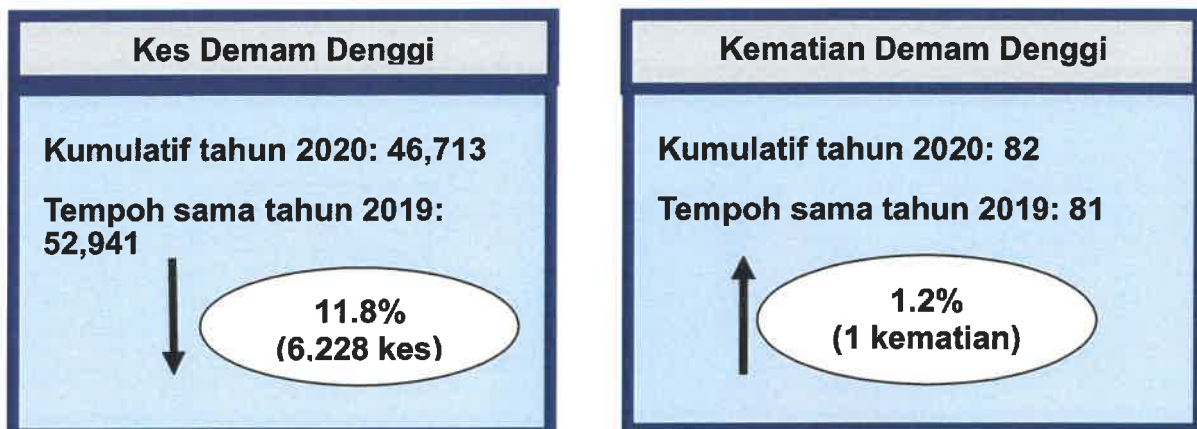 Kes Demam Denggi
Kumulatif tahun 2020: 46,713
Tempoh sama tahun 2019:
52,941
11.8%
(6,228 kes)
Kematian Demam Denggi
Kumulatif tahun 2020: 82
Tempoh sama tahun 2019: 81
1.2%
(1 kematian)